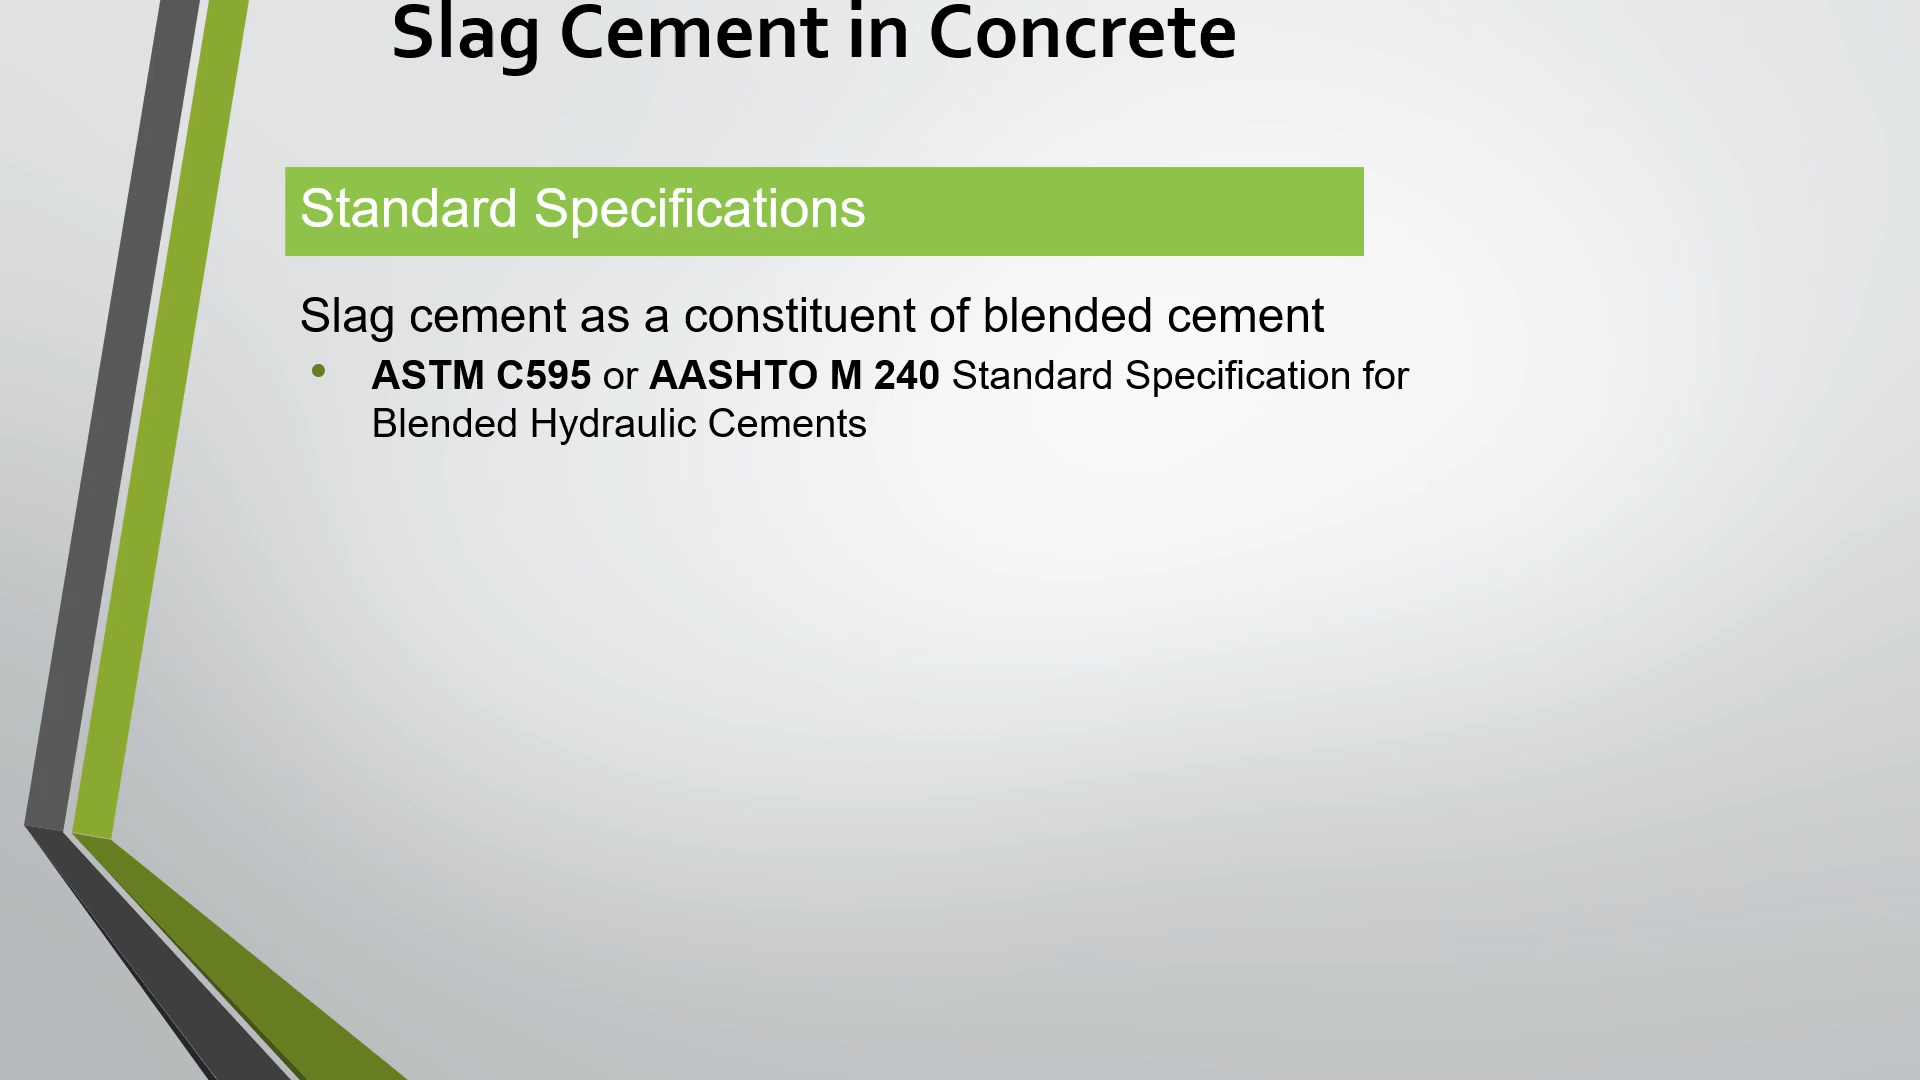 Slag Cement in Concrete
Standard Specifications
Slag cement as a constituent of blended cement
• ASTM C595 or AASHTO M 240 Standard Specification for
Blended Hydraulic Cements